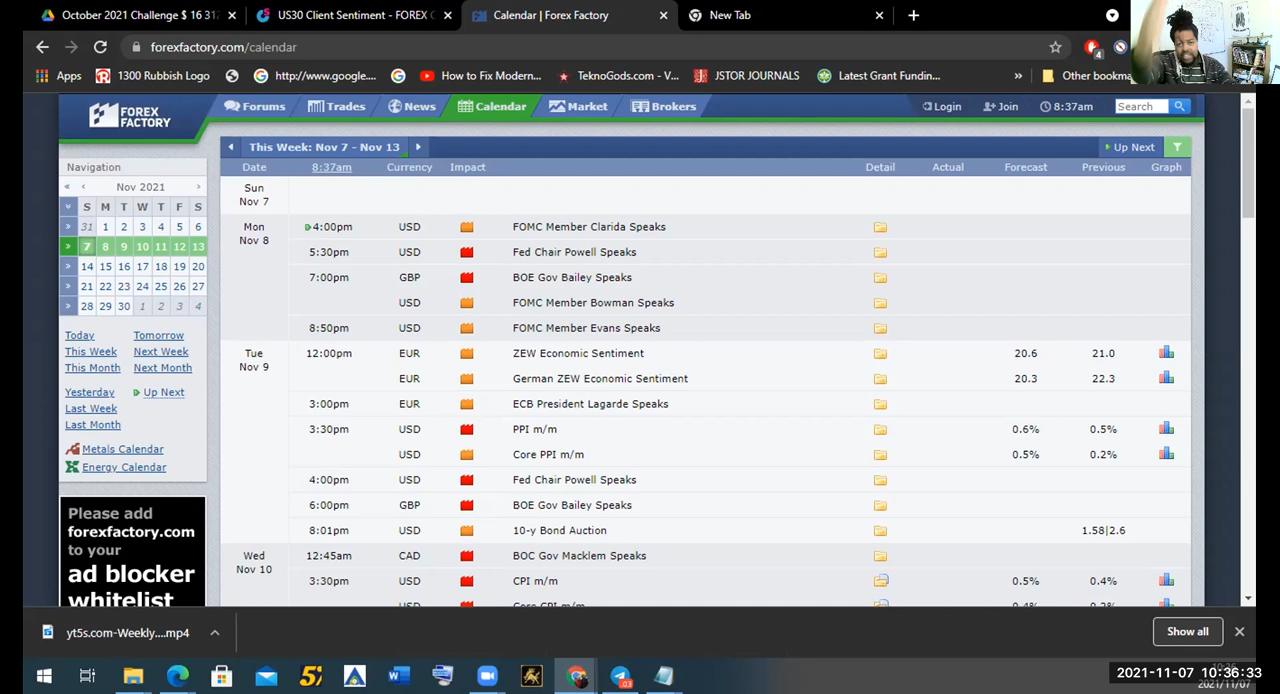 October 2021 Challenge $ 16 31
US30 Client Sentiment - FOREX C
Calendar | Forex Factory
New Tab
forexfactory.com/calendar
4
Apps
1300 Rubbish Logo
http://www.google....
How to Fix Modern...
TeknoGods.com - V...
JSTOR JOURNALS
Latest Grant Fundin...
»
Other bookma
FOREX FACTORY
Forums
Trades
News
Calendar
Market
Brokers
Login
Join
8:37am
Search
Navigation
Nov 2021
S M T W T F S
31 1 2 3 4 5 6
7 8 9 10 11 12 13
14 15 16 17 18 19 20
21 22 23 24 25 26 27
28 29 30 1 2 3 4
Today Tomorrow
This Week Next Week
This Month Next Month
Yesterday Up Next
Last Week
Last Month
Metals Calendar
Energy Calendar
Please add
forexfactory.com
to your
ad blocker
whitelist
This Week: Nov 7 - Nov 13
Up Next
Date 8:37am Currency Impact Detail Actual Forecast Previous Graph
Sun Nov 7
Mon Nov 8
4:00pm USD FOMC Member Clarida Speaks
5:30pm USD Fed Chair Powell Speaks
7:00pm GBP BOE Gov Bailey Speaks
USD FOMC Member Bowman Speaks
8:50pm USD FOMC Member Evans Speaks
Tue Nov 9
12:00pm EUR ZEW Economic Sentiment 20.6 21.0
EUR German ZEW Economic Sentiment 20.3 22.3
3:00pm EUR ECB President Lagarde Speaks
3:30pm USD PPI m/m 0.6% 0.5%
USD Core PPI m/m 0.5% 0.2%
4:00pm USD Fed Chair Powell Speaks
6:00pm GBP BOE Gov Bailey Speaks
8:01pm USD 10-y Bond Auction 1.58|2.6
Wed Nov 10
12:45am CAD BOC Gov Macklem Speaks
3:30pm USD CPI m/m 0.5% 0.4%
USD Core CPI m/m 0.4% 0.2%
yt5s.com-Weekly....mp4
Show all
03
2021-11-07 10:36:33
2021/11/07